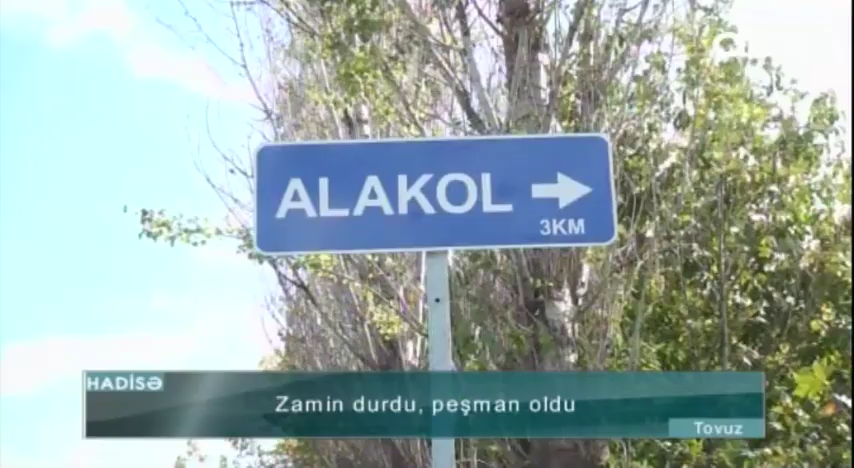 ALAKOL
3KM
HADİSƏ
Zamin durdu, peşman oldu
Tovuz